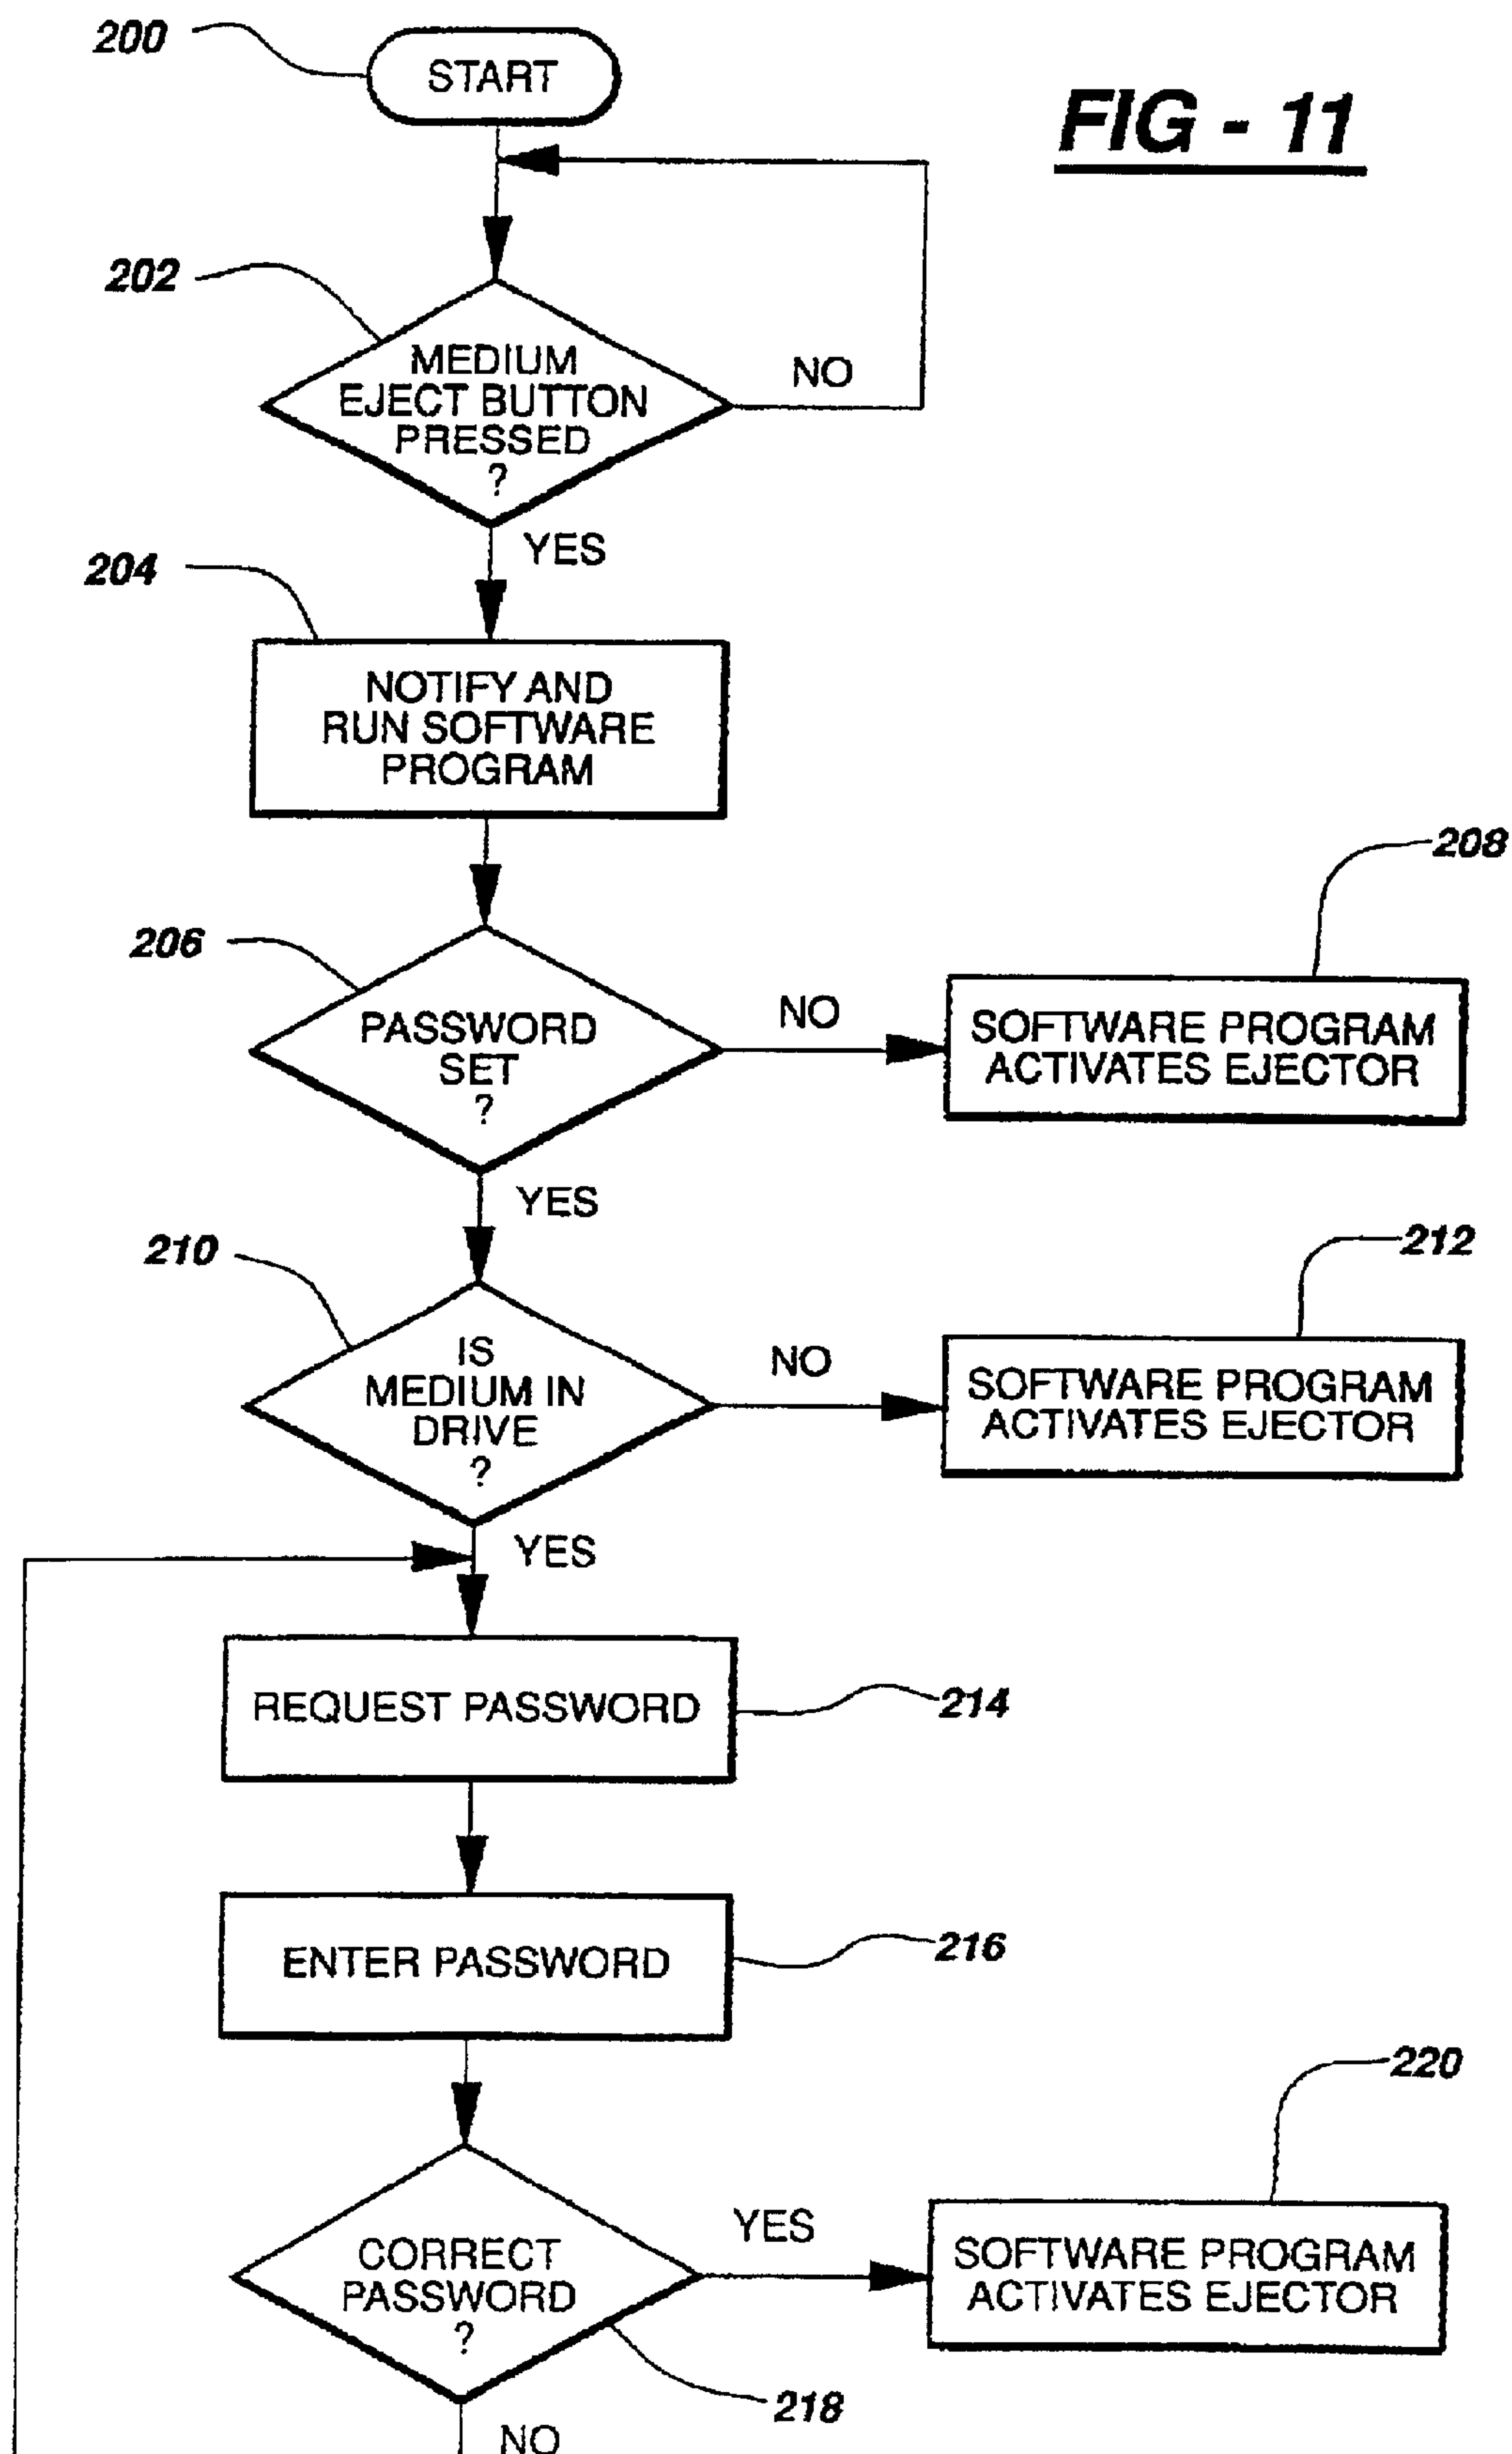 200
START
FIG - 11
202
MEDIUM
EJECT BUTTON
PRESSED
?
NO
YES
204
NOTIFY AND
RUN SOFTWARE
PROGRAM
208
206
PASSWORD
SET
?
NO
SOFTWARE PROGRAM
ACTIVATES EJECTOR
YES
210
212
IS
MEDIUM IN
DRIVE
?
NO
SOFTWARE PROGRAM
ACTIVATES EJECTOR
YES
REQUEST PASSWORD
214
ENTER PASSWORD
216
220
CORRECT
PASSWORD
?
YES
SOFTWARE PROGRAM
ACTIVATES EJECTOR
218
NO